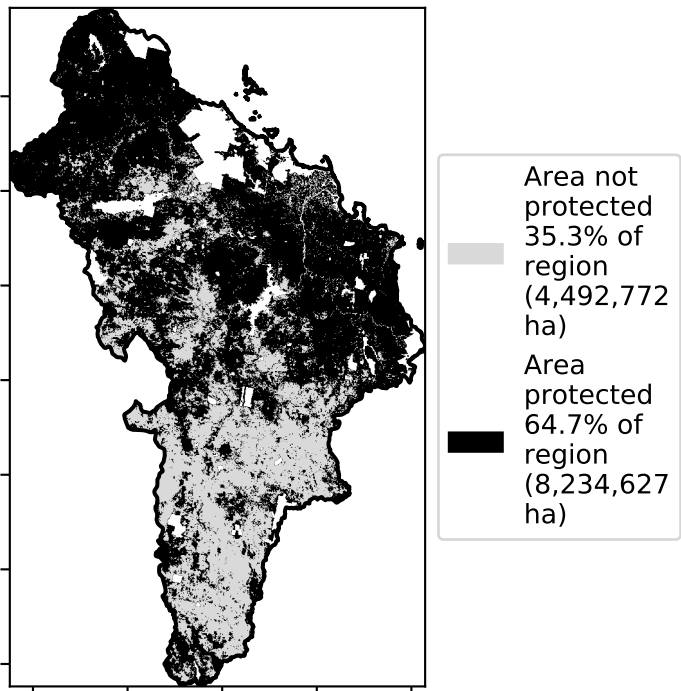 Area not
protected
35.3% of
region
(4,492,772
ha)
Area
protected
64.7% of
region
(8,234,627
ha)